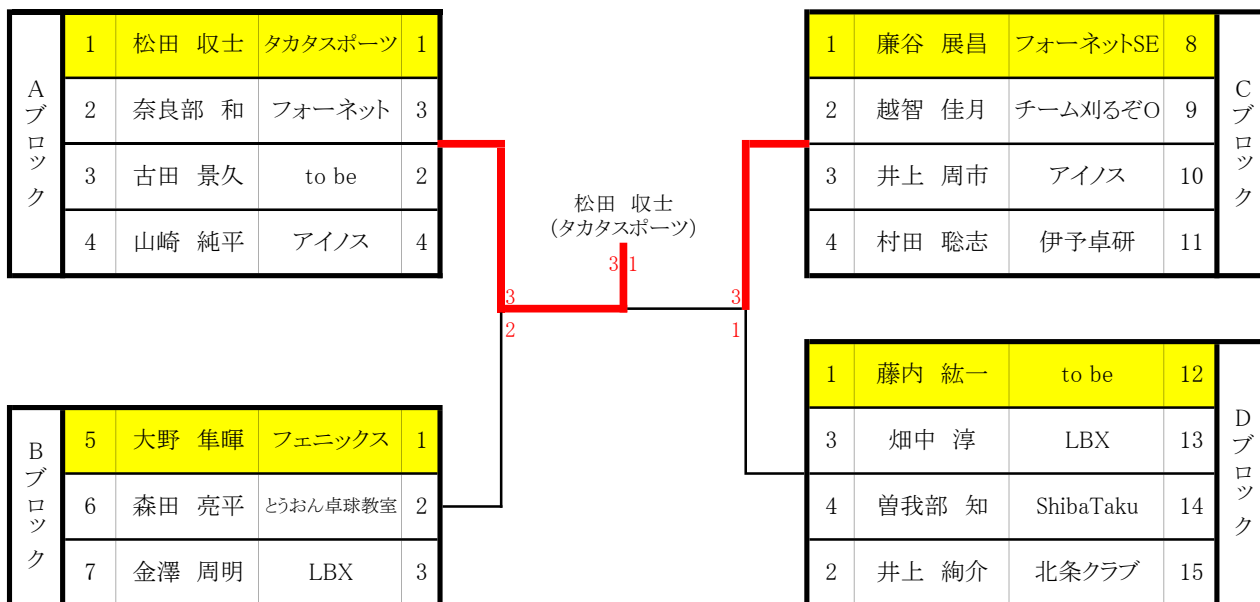 Aブロック
1 松田 収士 タカタスポーツ 1
2 奈良部 和 フォーネット 3
3 古田 景久 to be 2
4 山崎 純平 アイノス 4
Bブロック
5 大野 隼暉 フェニックス 1
6 森田 亮平 とうおん卓球教室 2
7 金澤 周明 LBX 3
松田 収士
(タカタスポーツ)
3 1
3
2
3
1
1 廉谷 展昌 フォーネットSE 8
2 越智 佳月 チーム刈るぞO 9
3 井上 周市 アイノス 10
4 村田 聡志 伊予卓研 11
Cブロック
1 藤内 紘一 to be 12
3 畑中 淳 LBX 13
4 曽我部 知 ShibaTaku 14
2 井上 絢介 北条クラブ 15
Dブロック